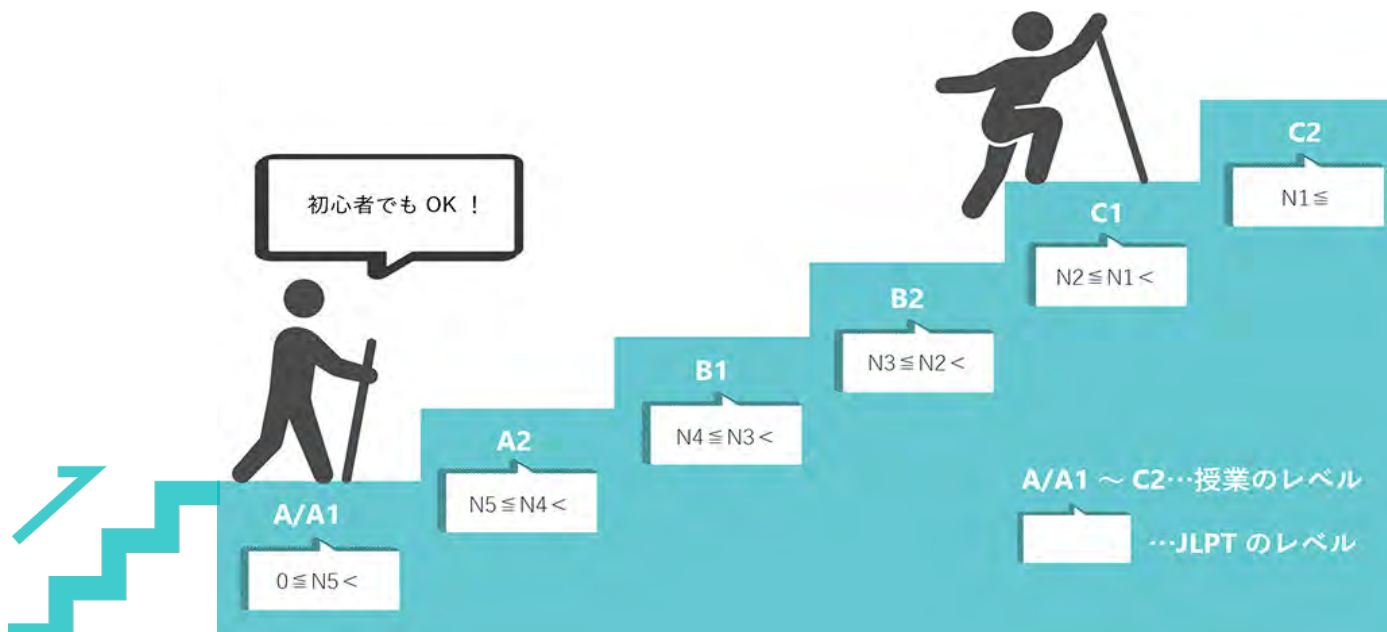 初心者でも OK ！
A/A1
0≦N5<
A2
N5≦N4<
B1
N4≦N3<
B2
N3≦N2<
C1
N2≦N1<
C2
N1≦
A/A1 ～ C2…授業のレベル
…JLPT のレベル